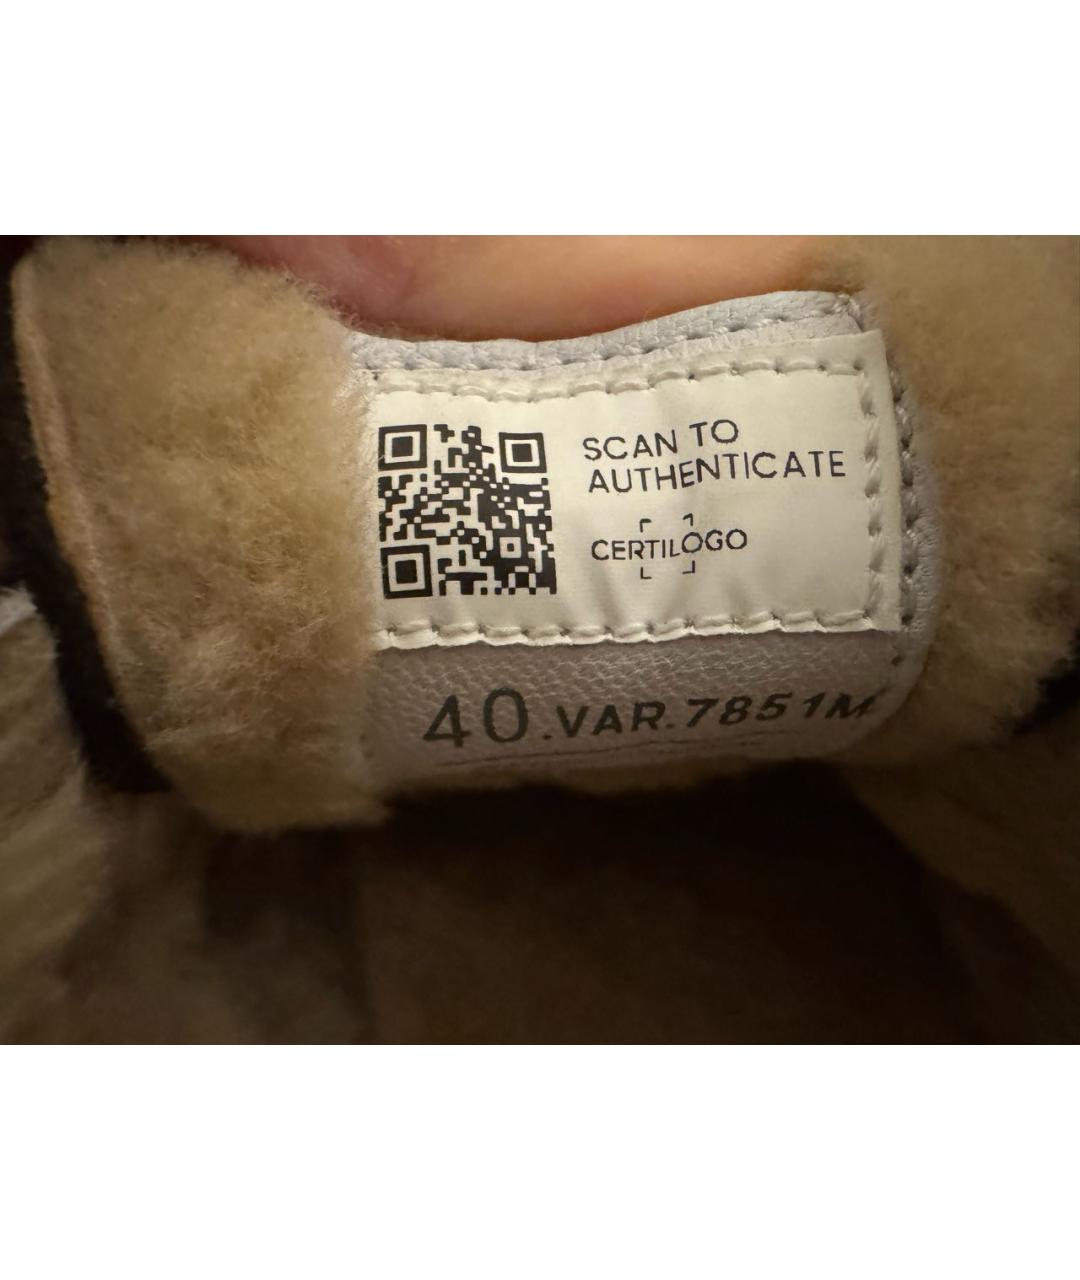 SCAN TO
AUTHENTICATE
CERTILOGO
40.VAR.7851M